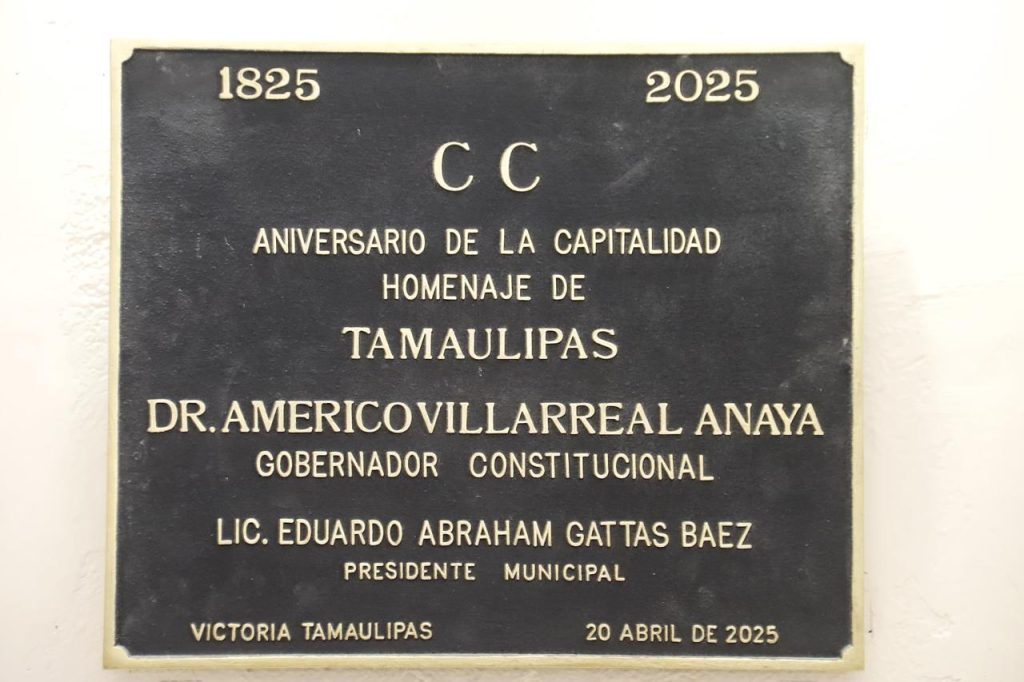 1825 2025
C C
ANIVERSARIO DE LA CAPITALIDAD
HOMENAJE DE
TAMAULIPAS
DR. AMERICO VILLARREAL ANAYA
GOBERNADOR CONSTITUCIONAL
LIC. EDUARDO ABRAHAM GATTAS BAEZ
PRESIDENTE MUNICIPAL
VICTORIA TAMAULIPAS 20 ABRIL DE 2025